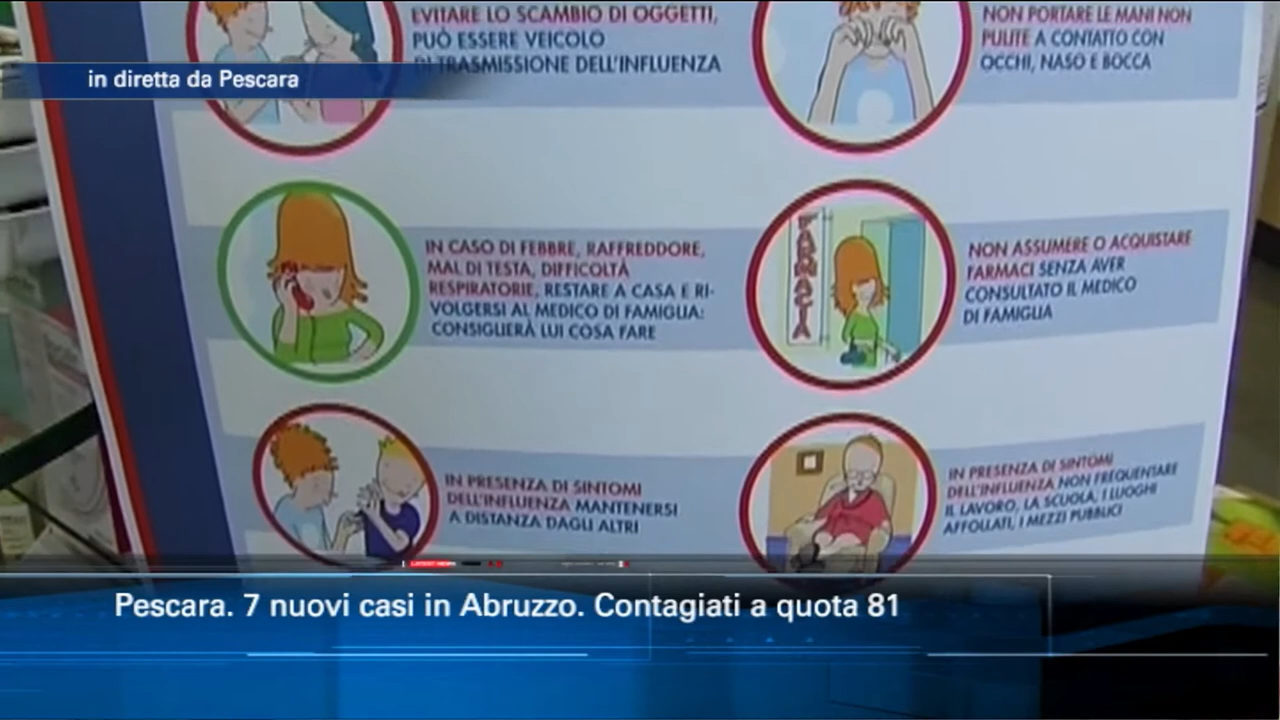 EVITARE LO SCAMBIO DI OGGETTI,
PUÒ ESSERE VEICOLO
DI TRASMISSIONE DELL'INFLUENZA
NON PORTARE LE MANI NON
PULITE A CONTATTO CON
OCCHI, NASO E BOCCA
in diretta da Pescara
IN CASO DI FEBBRE, RAFFREDDORE,
MAL DI TESTA, DIFFICOLTÀ
RESPIRATORIE, RESTARE A CASA E RI-
VOLGERSI AL MEDICO DI FAMIGLIA:
CONSIGLIERÀ LUI COSA FARE
FARMACIA
NON ASSUMERE O ACQUISTARE
FARMACI SENZA AVER
CONSULTATO IL MEDICO
DI FAMIGLIA
IN PRESENZA DI SINTOMI
DELL'INFLUENZA MANTENERSI
A DISTANZA DAGLI ALTRI
IN PRESENZA DI SINTOMI
DELL'INFLUENZA NON FREQUENTARE
IL LAVORO, LA SCUOLA, I LUOGHI
AFFOLLATI, I MEZZI PUBBLICI
LATEST NEWS
Pescara. 7 nuovi casi in Abruzzo. Contagiati a quota 81